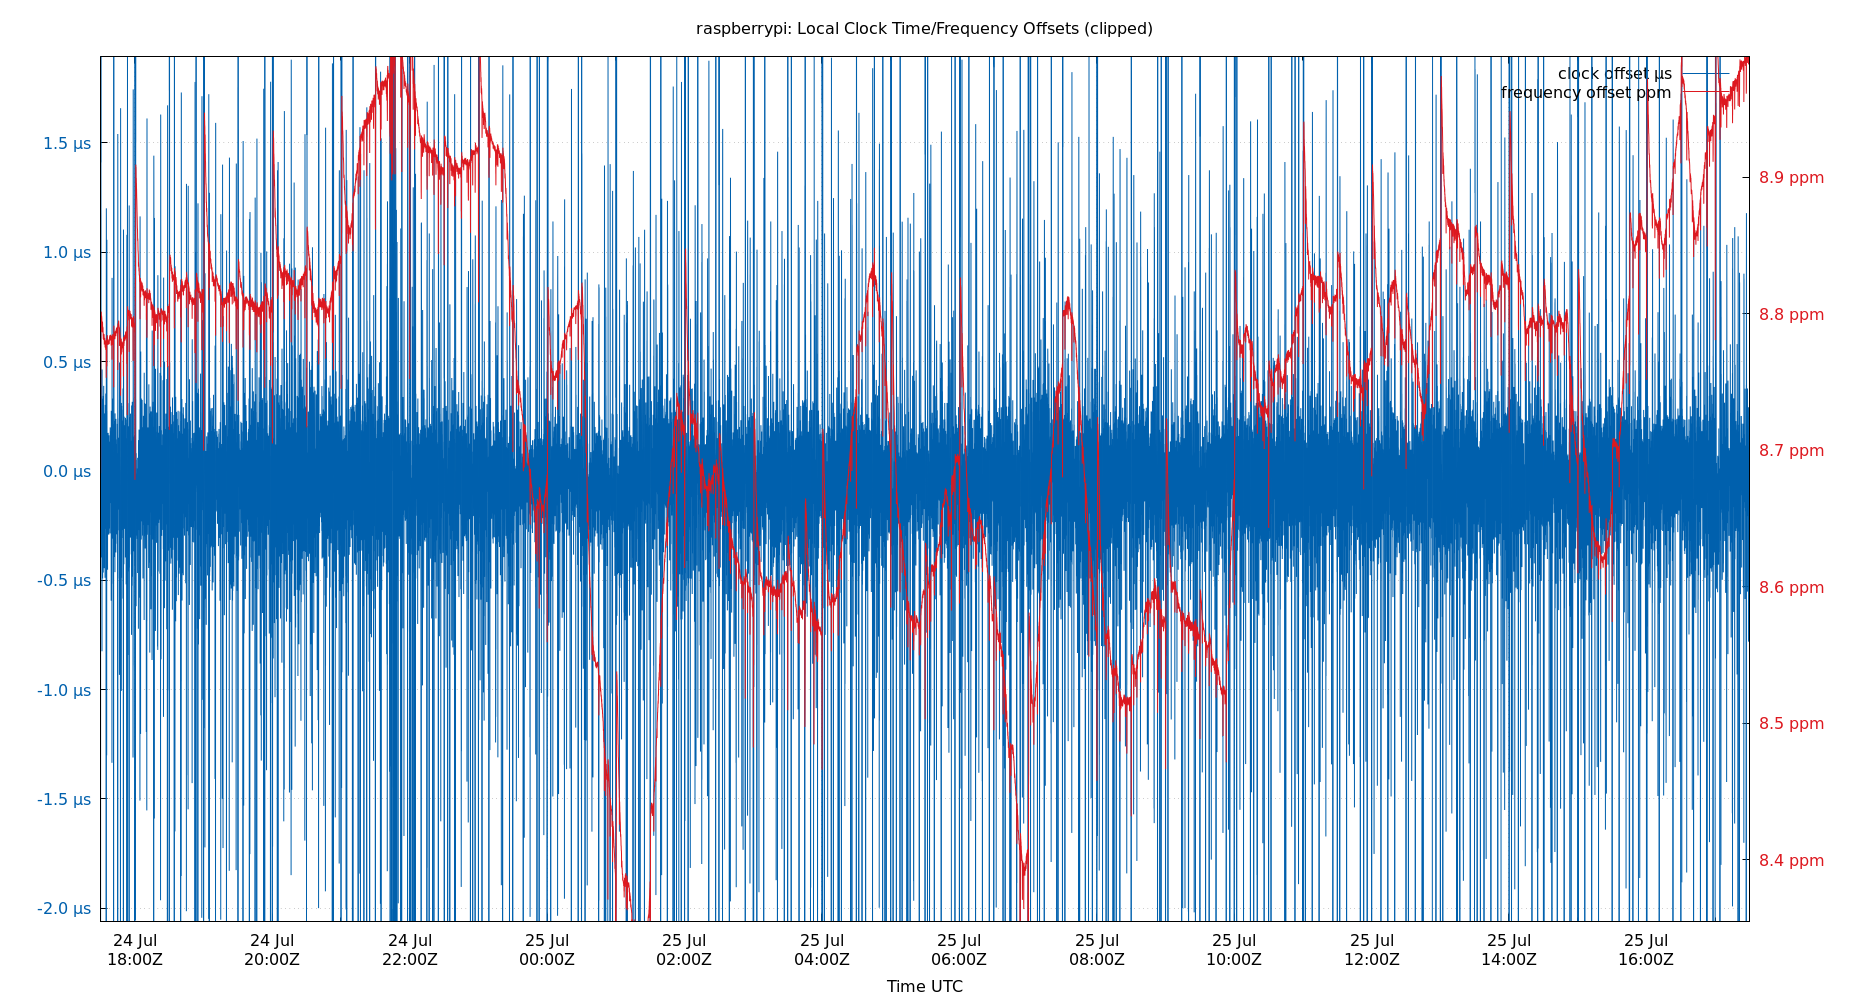 raspberrypi: Local Clock Time/Frequency Offsets (clipped)
clock offset µs
frequency offset ppm
1.5 µs
1.0 µs
0.5 µs
0.0 µs
-0.5 µs
-1.0 µs
-1.5 µs
-2.0 µs
8.9 ppm
8.8 ppm
8.7 ppm
8.6 ppm
8.5 ppm
8.4 ppm
24 Jul
18:00Z
24 Jul
20:00Z
24 Jul
22:00Z
25 Jul
00:00Z
25 Jul
02:00Z
25 Jul
04:00Z
25 Jul
06:00Z
25 Jul
08:00Z
25 Jul
10:00Z
25 Jul
12:00Z
25 Jul
14:00Z
25 Jul
16:00Z
Time UTC